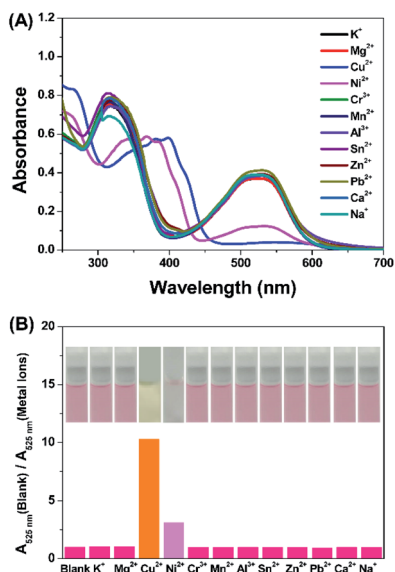 (A)
1.2
1.0
0.8
0.6
0.4
0.2
0.0
Absorbance
300
400
500
600
700
Wavelength (nm)
K⁺
Mg²⁺
Cu²⁺
Ni²⁺
Cr³⁺
Mn²⁺
Al³⁺
Sn²⁺
Zn²⁺
Pb²⁺
Ca²⁺
Na⁺
(B)
20
15
10
5
0
A₅₂₅ ₙₘ(Blank) / A₅₂₅ ₙₘ(Metal Ions)
Blank K⁺ Mg²⁺ Cu²⁺ Ni²⁺ Cr³⁺ Mn²⁺ Al³⁺ Sn²⁺ Zn²⁺ Pb²⁺ Ca²⁺ Na⁺